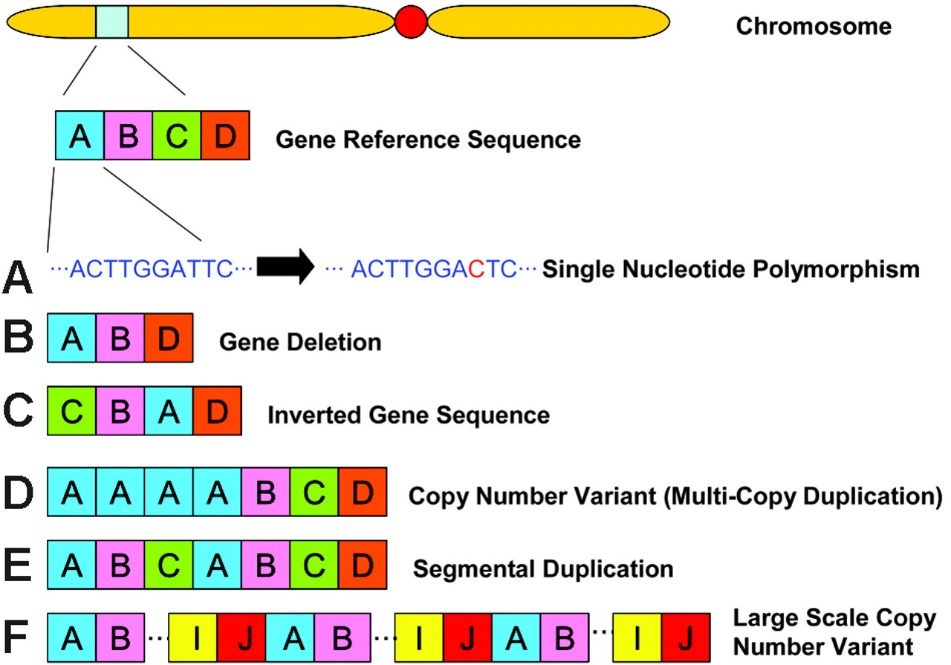 Chromosome
A B C D Gene Reference Sequence
A ···ACTTGGATTC··· ··· ACTTGGACTC··· Single Nucleotide Polymorphism
B A B D Gene Deletion
C C B A D Inverted Gene Sequence
D A A A A B C D Copy Number Variant (Multi-Copy Duplication)
E A B C A B C D Segmental Duplication
F A B ··· I J A B ··· I J A B ··· I J Large Scale Copy
Number Variant